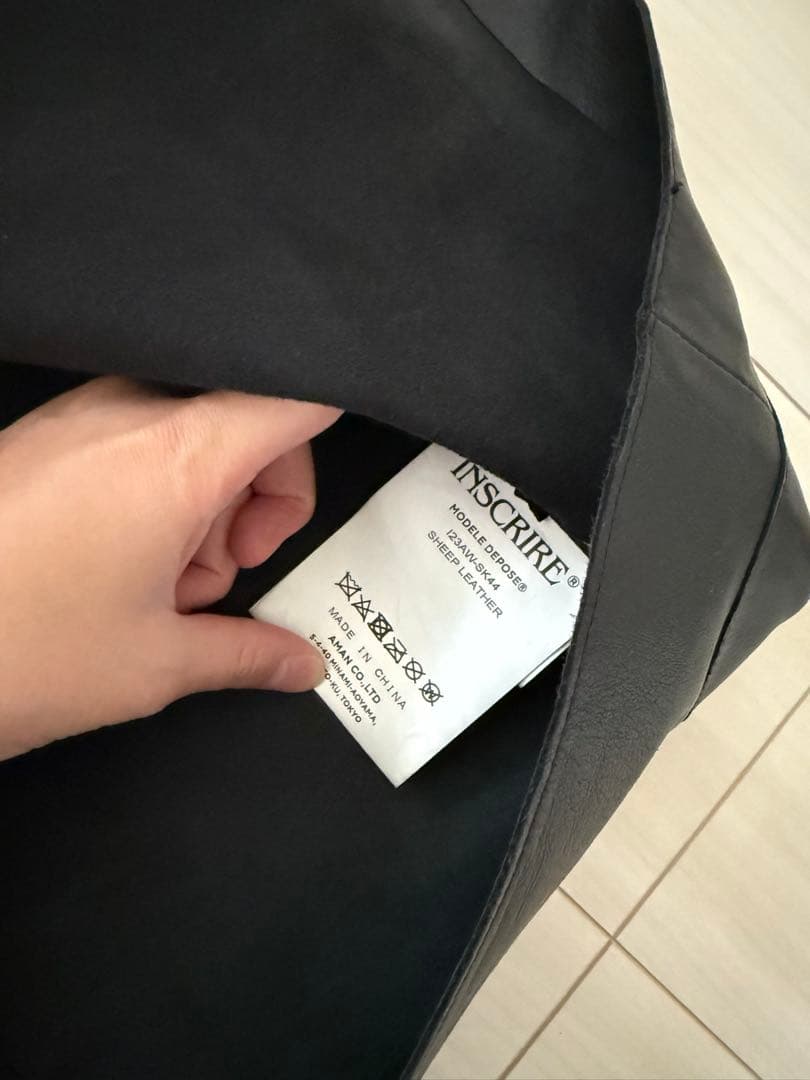 INSCRIRE®
MODELE DEPOSE®
I23AW-SK44
SHEEP LEATHER
MADE IN CHINA
AMAN CO.,LTD
5-4-40 MINAMI-AOYAMA,
TOKYO